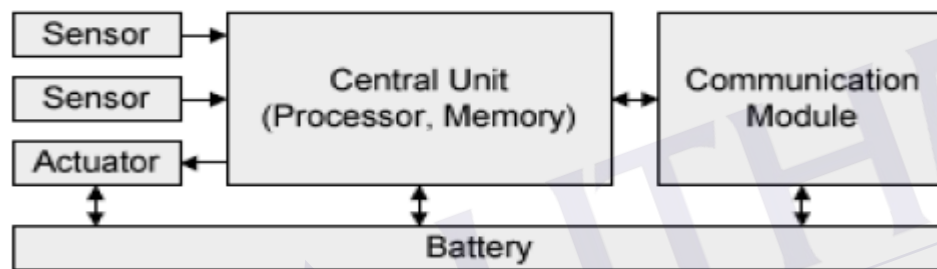 Sensor
Sensor
Actuator
Central Unit
(Processor, Memory)
Communication
Module
Battery